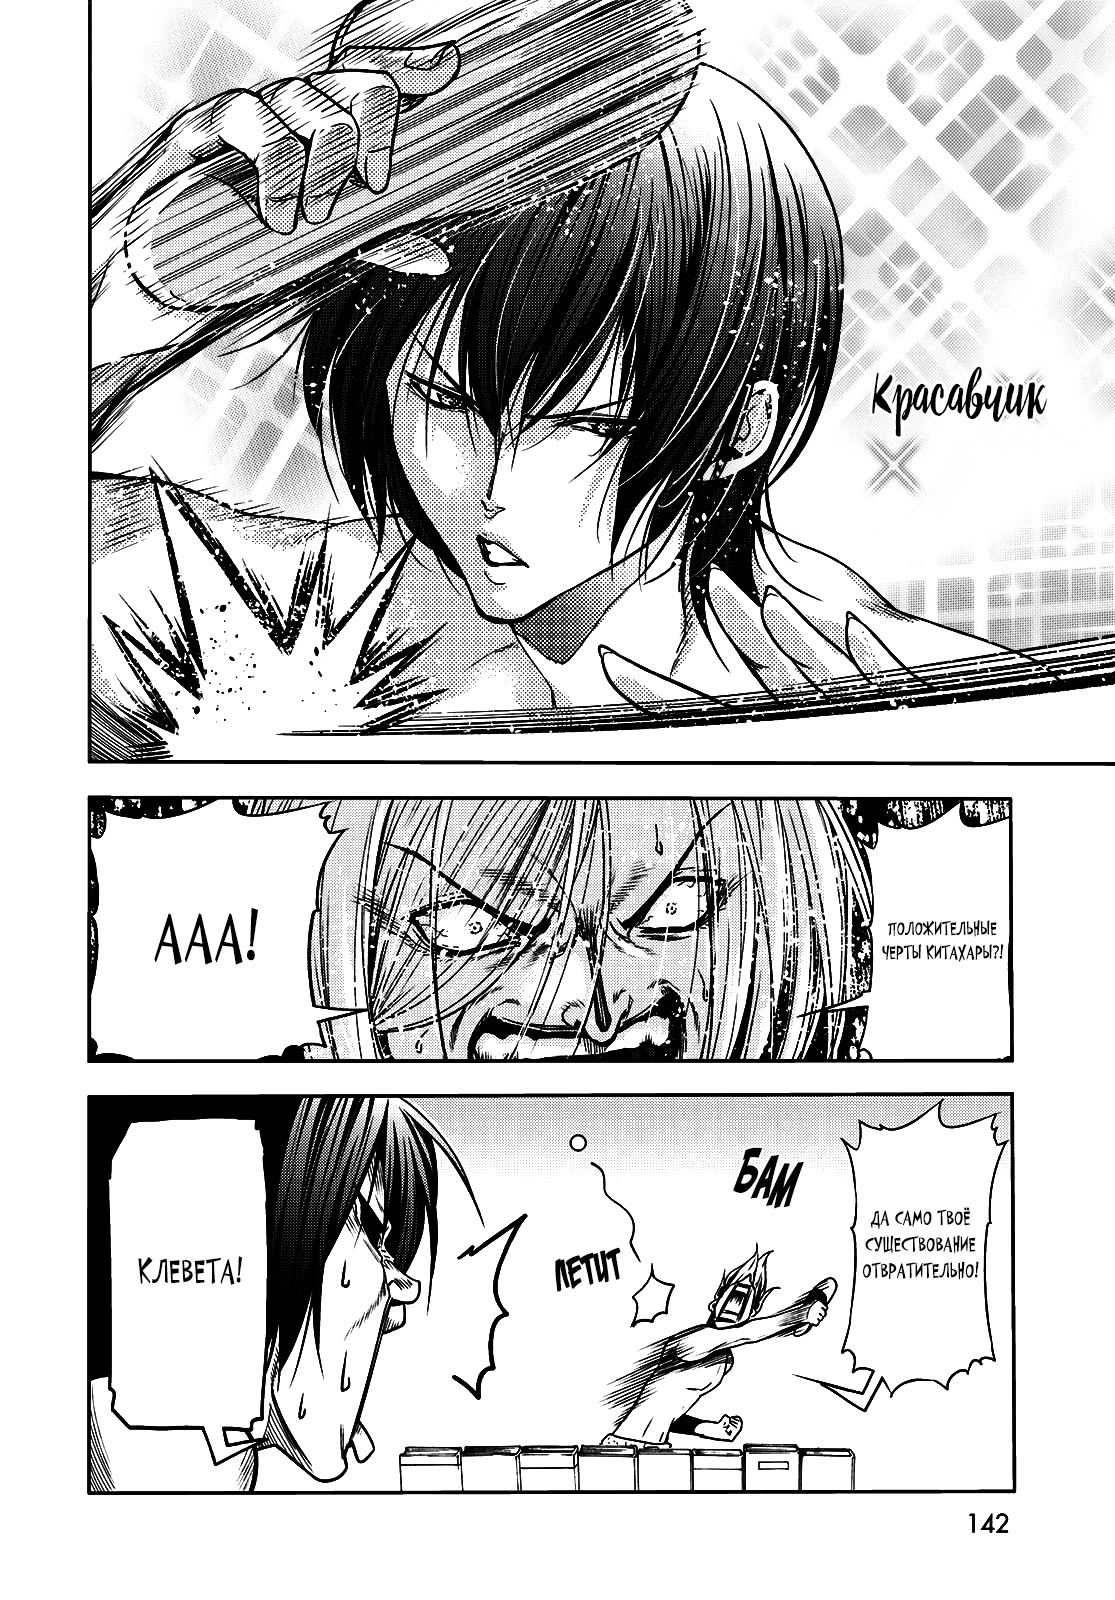 Красавчик
ПОЛОЖИТЕЛЬНЫЕ
ЧЕРТЫ КИТАХАРЫ?!
ААА!
ДА САМО ТВОЁ
СУЩЕСТВОВАНИЕ
ОТВРАТИТЕЛЬНО!
БАМ
ЛЕТИТ
КЛЕВЕТА!
142